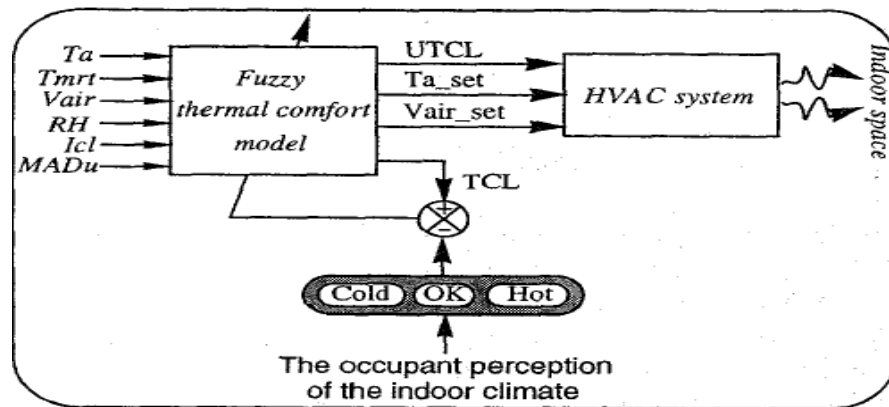 Ta
Tmrt
Vair
RH
Icl
MADu
Fuzzy
thermal comfort
model
UTCL
Ta_set
Vair_set
TCL
HVAC system
Indoor space
+
−
Cold OK Hot
The occupant perception
of the indoor climate